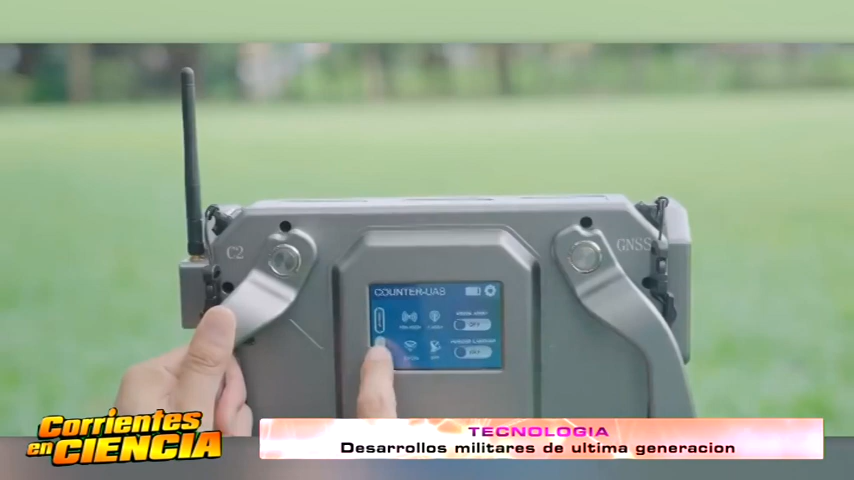 C2
GNSS
COUNTER-UAS
OFF
OFF
Corrientes
en CIENCIA
TECNOLOGIA
Desarrollos militares de ultima generacion